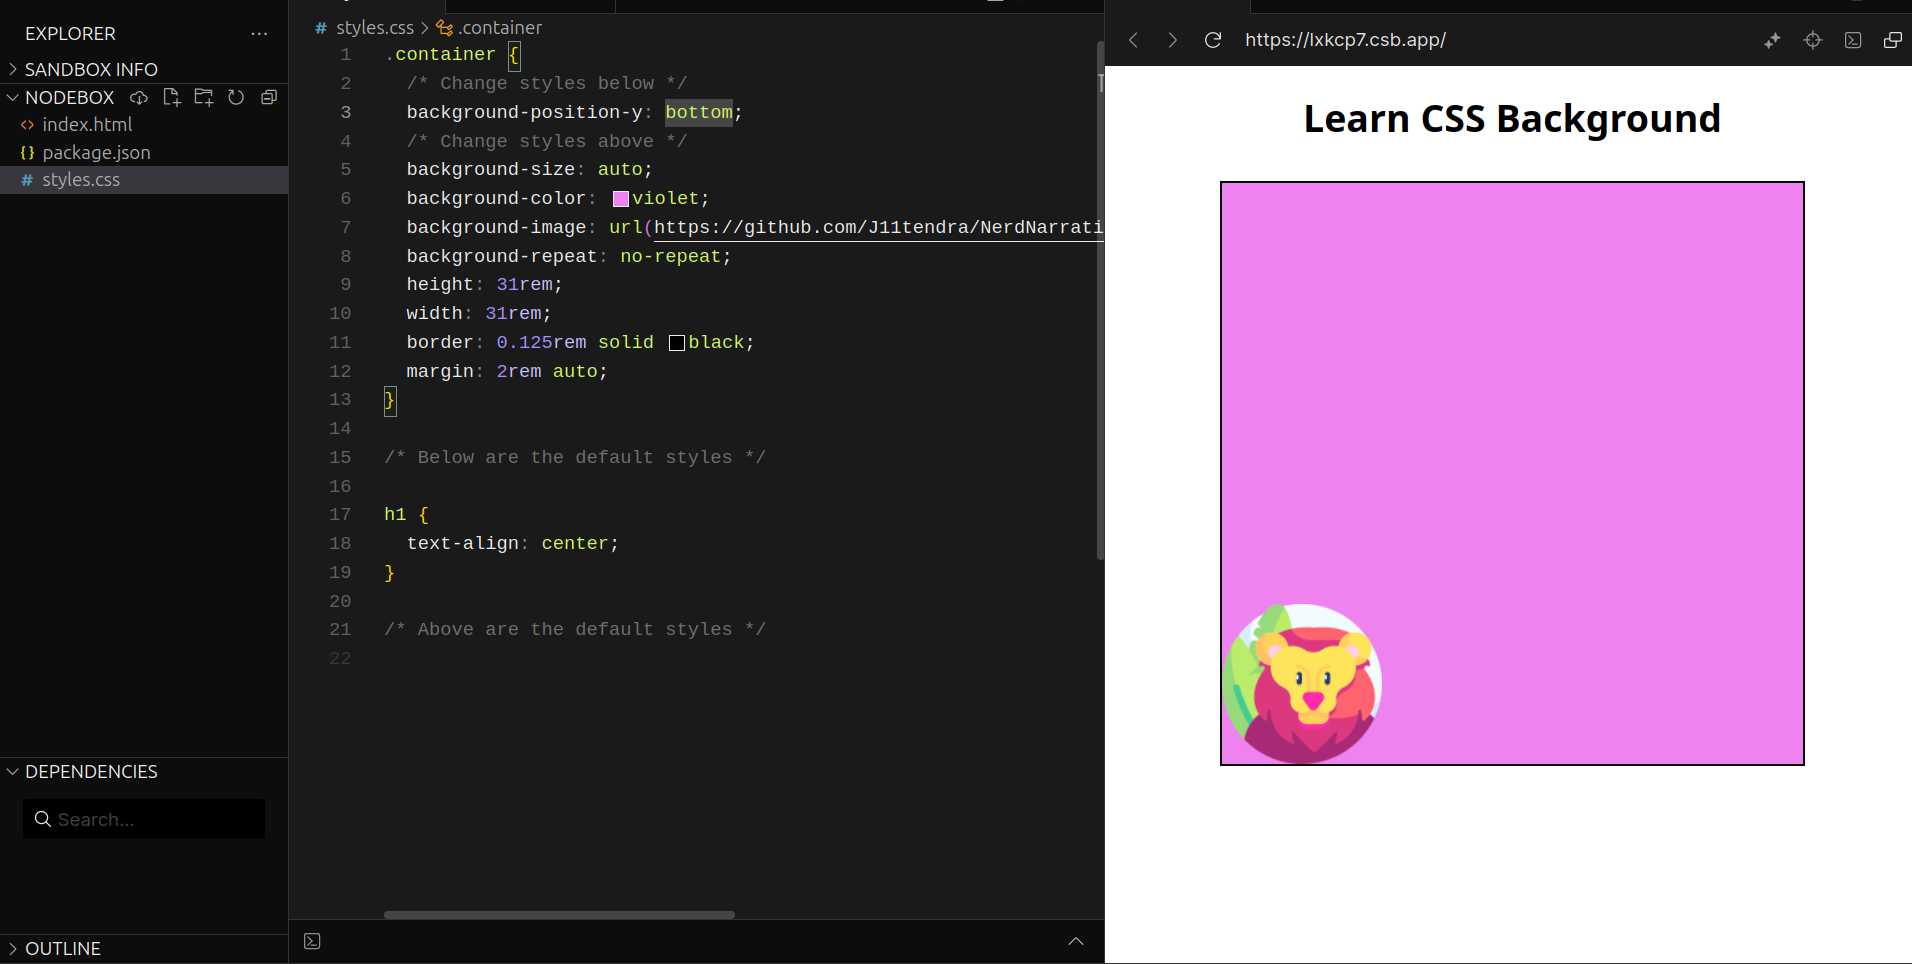 EXPLORER
SANDBOX INFO
NODEBOX
index.html
package.json
styles.css
DEPENDENCIES
Search...
OUTLINE
# styles.css > .container
1 .container {
2 /* Change styles below */
3 background-position-y: bottom;
4 /* Change styles above */
5 background-size: auto;
6 background-color: violet;
7 background-image: url(https://github.com/J11tendra/NerdNarrati
8 background-repeat: no-repeat;
9 height: 31rem;
10 width: 31rem;
11 border: 0.125rem solid black;
12 margin: 2rem auto;
13 }
14
15 /* Below are the default styles */
16
17 h1 {
18 text-align: center;
19 }
20
21 /* Above are the default styles */
22
https://lxkcp7.csb.app/
Learn CSS Background